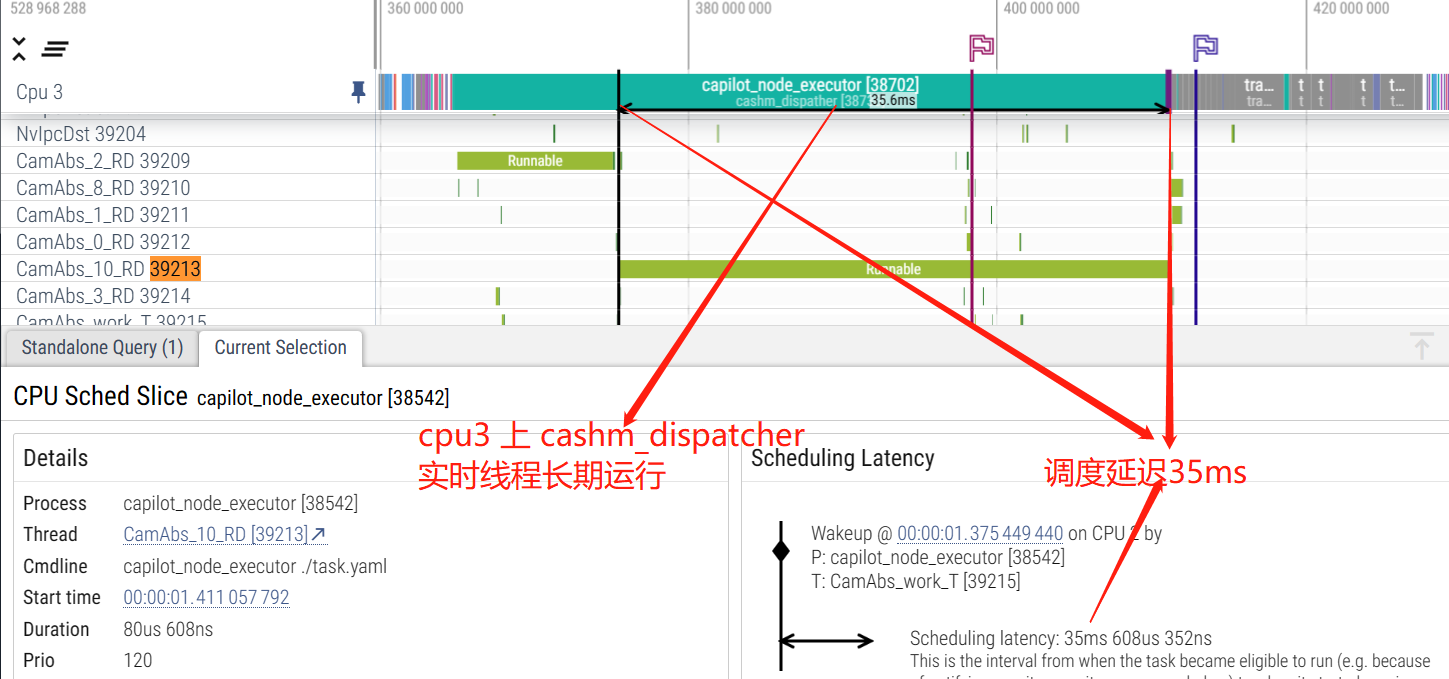 528 968 288
360 000 000
380 000 000
400 000 000
420 000 000
Cpu 3
capilot_node_executor [38702]
cashm_dispather [387
35.6ms
tra...
t
t
t
t...
tra...
t
t
t...
NvIpcDst 39204
CamAbs_2_RD 39209
Runnable
CamAbs_8_RD 39210
CamAbs_1_RD 39211
CamAbs_0_RD 39212
CamAbs_10_RD 39213
Runnable
CamAbs_3_RD 39214
CamAbs_work_T 39215
Standalone Query (1)
Current Selection
CPU Sched Slice capilot_node_executor [38542]
cpu3 上 cashm_dispatcher
实时线程长期运行
Details
Process capilot_node_executor [38542]
Thread CamAbs_10_RD [39213]
Cmdline capilot_node_executor ./task.yaml
Start time 00:00:01.411 057 792
Duration 80us 608ns
Prio 120
Scheduling Latency
调度延迟35ms
Wakeup @ 00:00:01.375 449 440 on CPU 2 by
P: capilot_node_executor [38542]
T: CamAbs_work_T [39215]
Scheduling latency: 35ms 608us 352ns
This is the interval from when the task became eligible to run (e.g. because